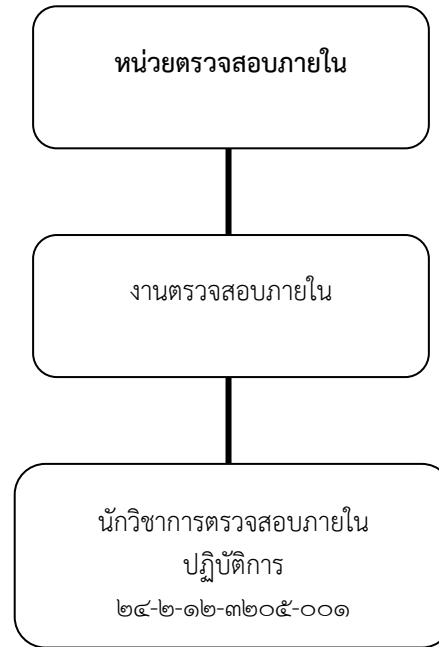 หน่วยตรวจสอบภายใน
งานตรวจสอบภายใน
นักวิชาการตรวจสอบภายใน
ปฏิบัติการ
๒๔-๒-๑๒-๓๒๐๕-๐๐๑